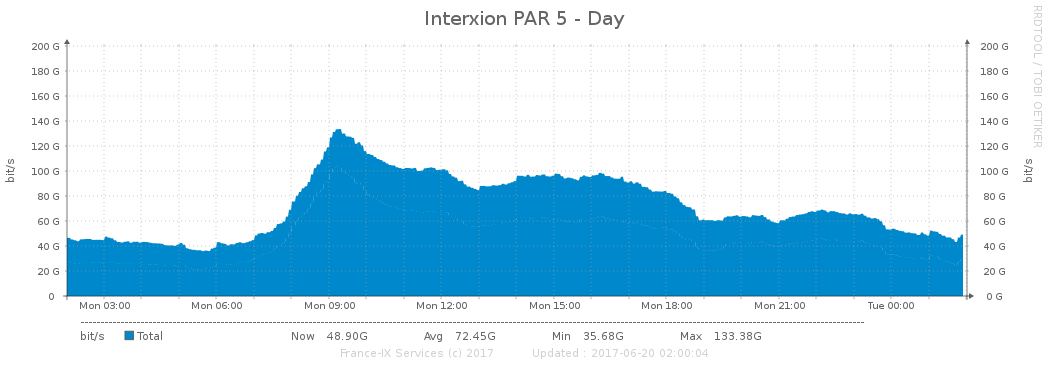 Interxion PAR 5 - Day
RRDTOOL / TOBI OETIKER
bit/s
bit/s
200 G 200 G
180 G 180 G
160 G 160 G
140 G 140 G
120 G 120 G
100 G 100 G
80 G 80 G
60 G 60 G
40 G 40 G
20 G 20 G
0 0 G
Mon 03:00 Mon 06:00 Mon 09:00 Mon 12:00 Mon 15:00 Mon 18:00 Mon 21:00 Tue 00:00
bit/s Total Now 48.90G Avg 72.45G Min 35.68G Max 133.38G
France-IX Services (c) 2017 Updated : 2017-06-20 02:00:04